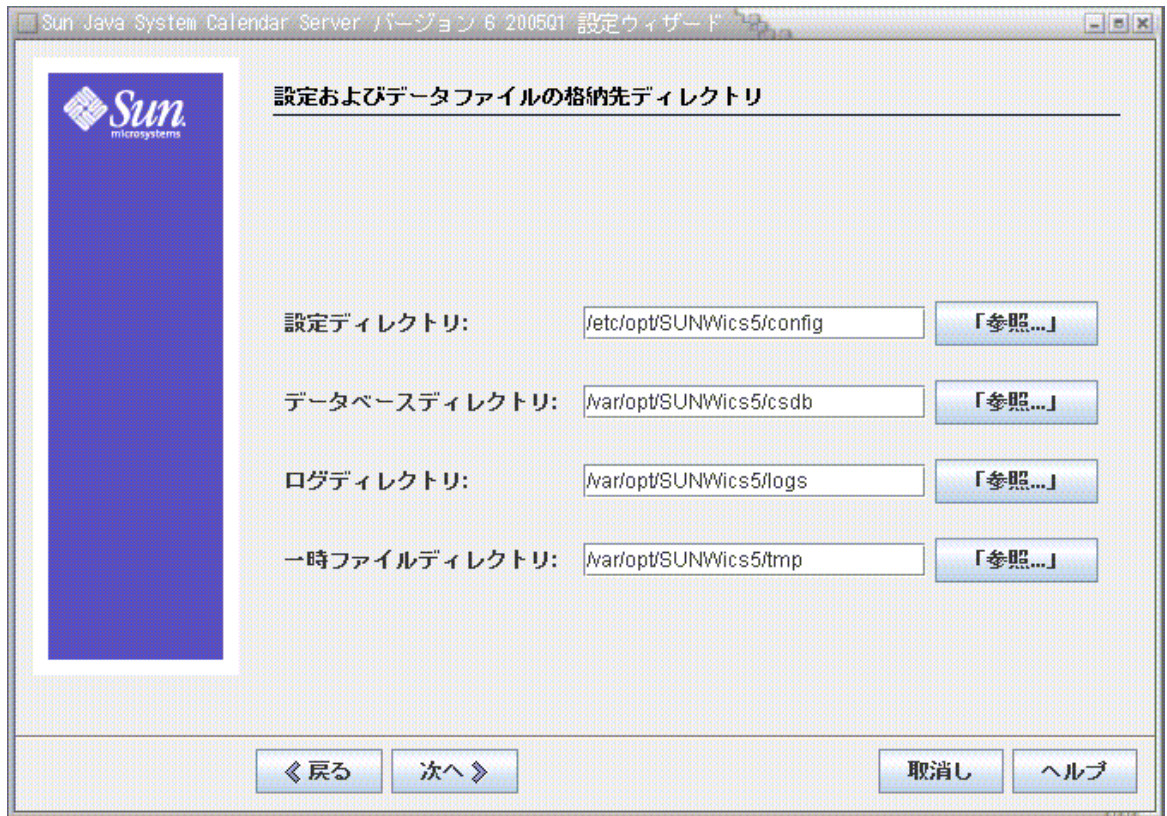 Sun Java System Calendar Server バージョン 6 2005Q1 設定ウィザード
Sun
microsystems
設定およびデータファイルの格納先ディレクトリ
設定ディレクトリ: /etc/opt/SUNWics5/config 「参照...」
データベースディレクトリ: /var/opt/SUNWics5/csdb 「参照...」
ログディレクトリ: /var/opt/SUNWics5/logs 「参照...」
一時ファイルディレクトリ: /var/opt/SUNWics5/tmp 「参照...」
戻る 次へ 取消し ヘルプ